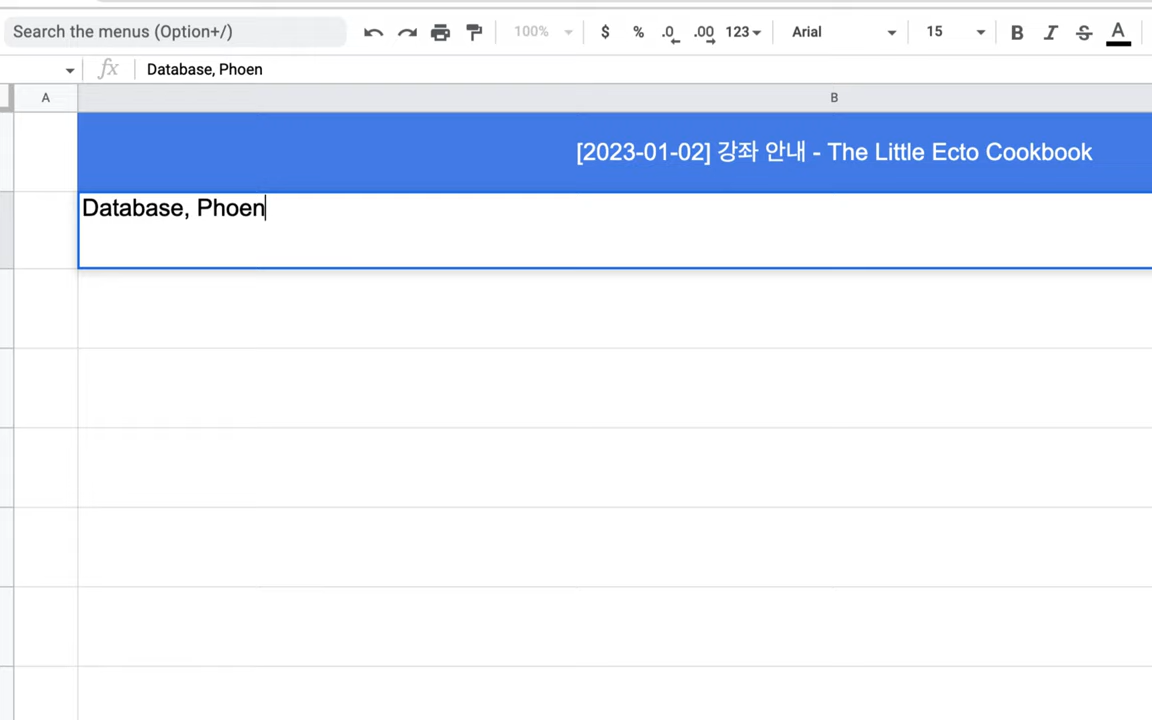 Search the menus (Option+/) 100% $ % .0 .00 123 Arial 15 B I S A
fx Database, Phoen
A B
[2023-01-02] 강좌 안내 - The Little Ecto Cookbook
Database, Phoen